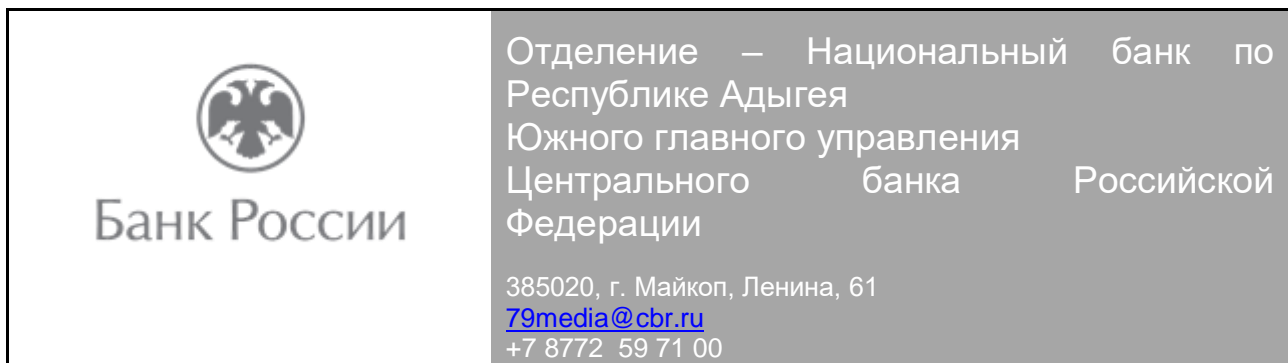 Банк России
Отделение – Национальный банк по
Республике Адыгея
Южного главного управления
Центрального банка Российской
Федерации
385020, г. Майкоп, Ленина, 61
79media@cbr.ru
+7 8772 59 71 00